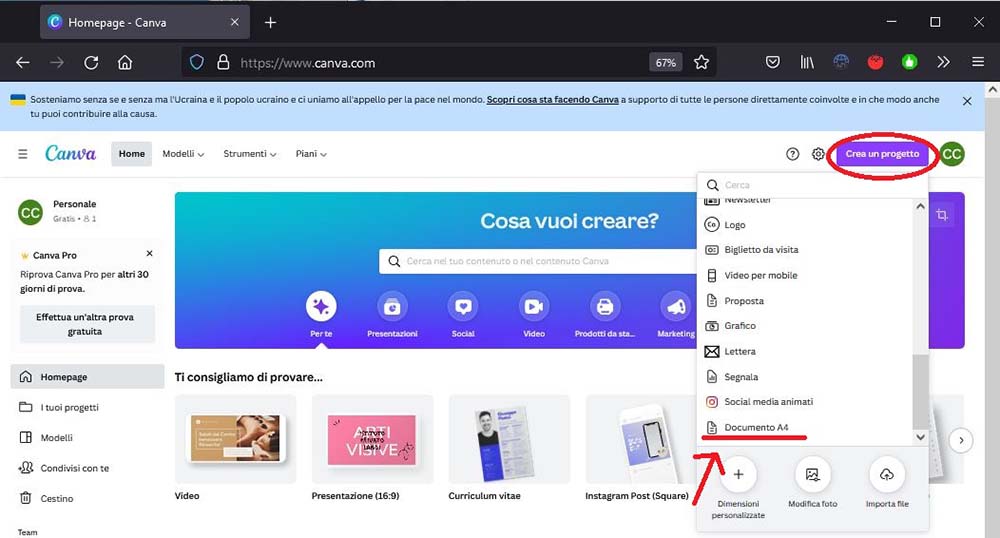 Homepage - Canva
https://www.canva.com
67%
Sosteniamo senza se e senza ma l'Ucraina e il popolo ucraino e ci uniamo all'appello per la pace nel mondo. Scopri cosa sta facendo Canva a supporto di tutte le persone direttamente coinvolte e in che modo anche
tu puoi contribuire alla causa.
Canva
Home
Modelli
Strumenti
Piani
Crea un progetto
CC
CC
Personale
Gratis • 1
Canva Pro
Riprova Canva Pro per altri 30
giorni di prova.
Effettua un'altra prova
gratuita
Homepage
I tuoi progetti
Modelli
Condivisi con te
Cestino
Team
Cosa vuoi creare?
Cerca nel tuo contenuto o nel contenuto Canva
Per te
Presentazioni
Social
Video
Prodotti da sta...
Marketing
Ti consigliamo di provare...
ARTI
VISIVE
Video
Presentazione (16:9)
Curriculum vitae
Instagram Post (Square)
Cerca
Newsletter
Co
Logo
Biglietto da visita
Video per mobile
Proposta
Grafico
Lettera
Segnala
Social media animati
Documento A4
Dimensioni
personalizzate
Modifica foto
Importa file